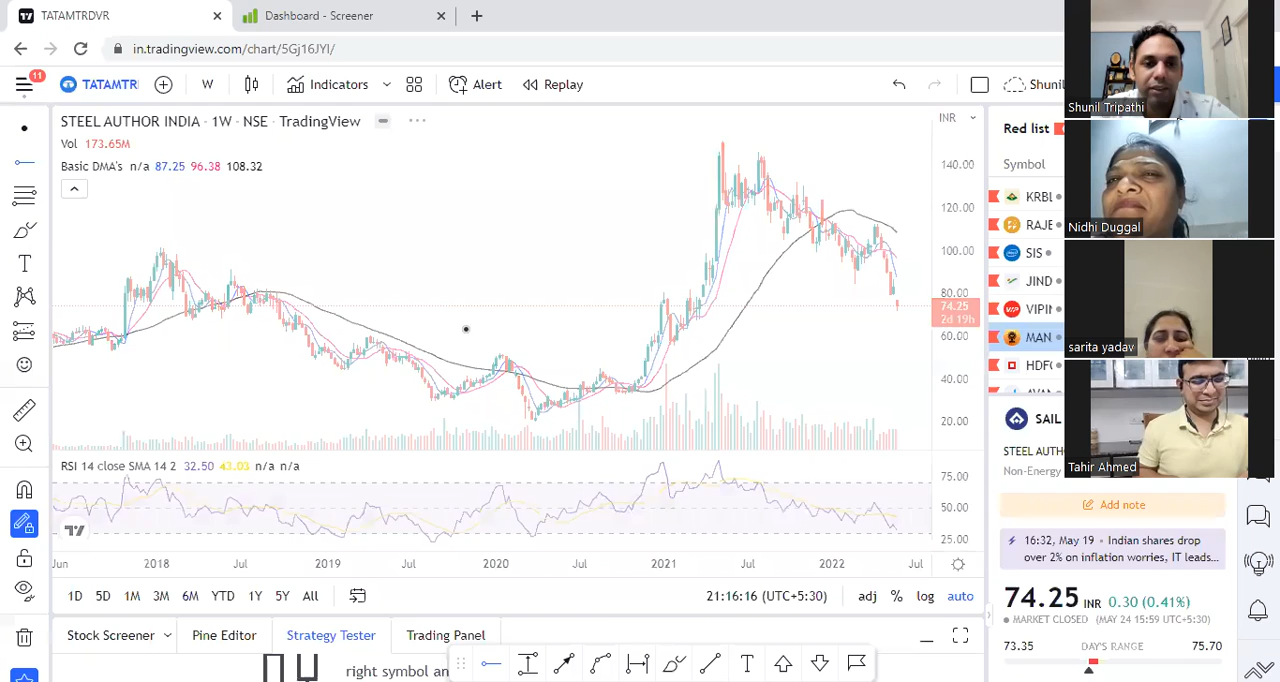 TATAMTRDVR
Dashboard - Screener
in.tradingview.com/chart/5Gj16JYI/
11
TATAMTR
W
Indicators
Alert
Replay
Shunil
STEEL AUTHOR INDIA · 1W · NSE · TradingView
Vol 173.65M
Basic DMA's n/a 87.25 96.38 108.32
INR
140.00
120.00
100.00
80.00
74.25
2d 19h
60.00
40.00
20.00
RSI 14 close SMA 14 2 32.50 43.03 n/a n/a
75.00
50.00
25.00
Jun 2018 Jul 2019 Jul 2020 Jul 2021 Jul 2022 Jul
1D 5D 1M 3M 6M YTD 1Y 5Y All
21:16:16 (UTC+5:30)
adj % log auto
Stock Screener
Pine Editor
Strategy Tester
Trading Panel
right symbol an
Red list
Symbol
KRBL
RAJE
SIS
JIND
VIPIN
MAN
HDFC
SAIL
STEEL AUTH
Non-Energy
Add note
16:32, May 19 • Indian shares drop
over 2% on inflation worries, IT leads...
74.25 INR 0.30 (0.41%)
MARKET CLOSED (MAY 24 15:59 UTC+5:30)
73.35 DAY'S RANGE 75.70
Shunil Tripathi
Nidhi Duggal
sarita yadav
Tahir Ahmed